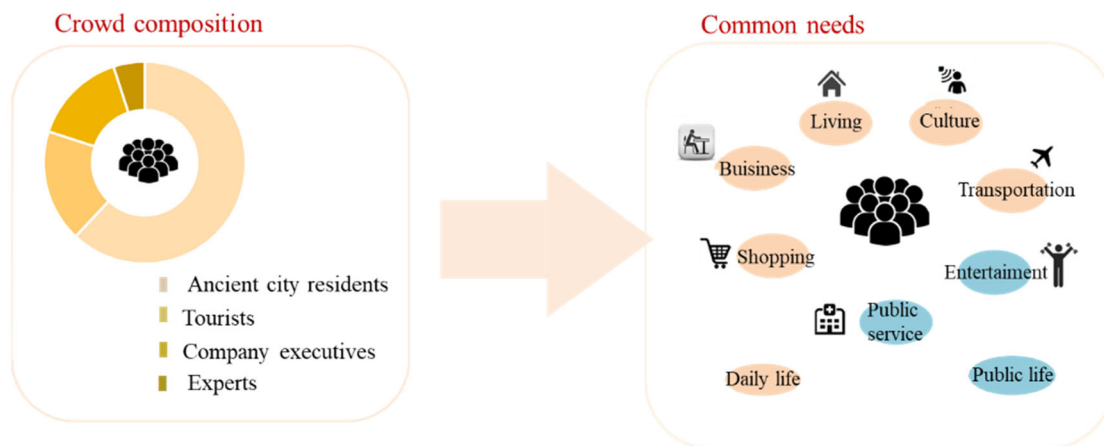 Crowd composition
Ancient city residents
Tourists
Company executives
Experts
Common needs
Living
Culture
Buisiness
Transportation
Shopping
Entertaiment
Public
service
Daily life
Public life